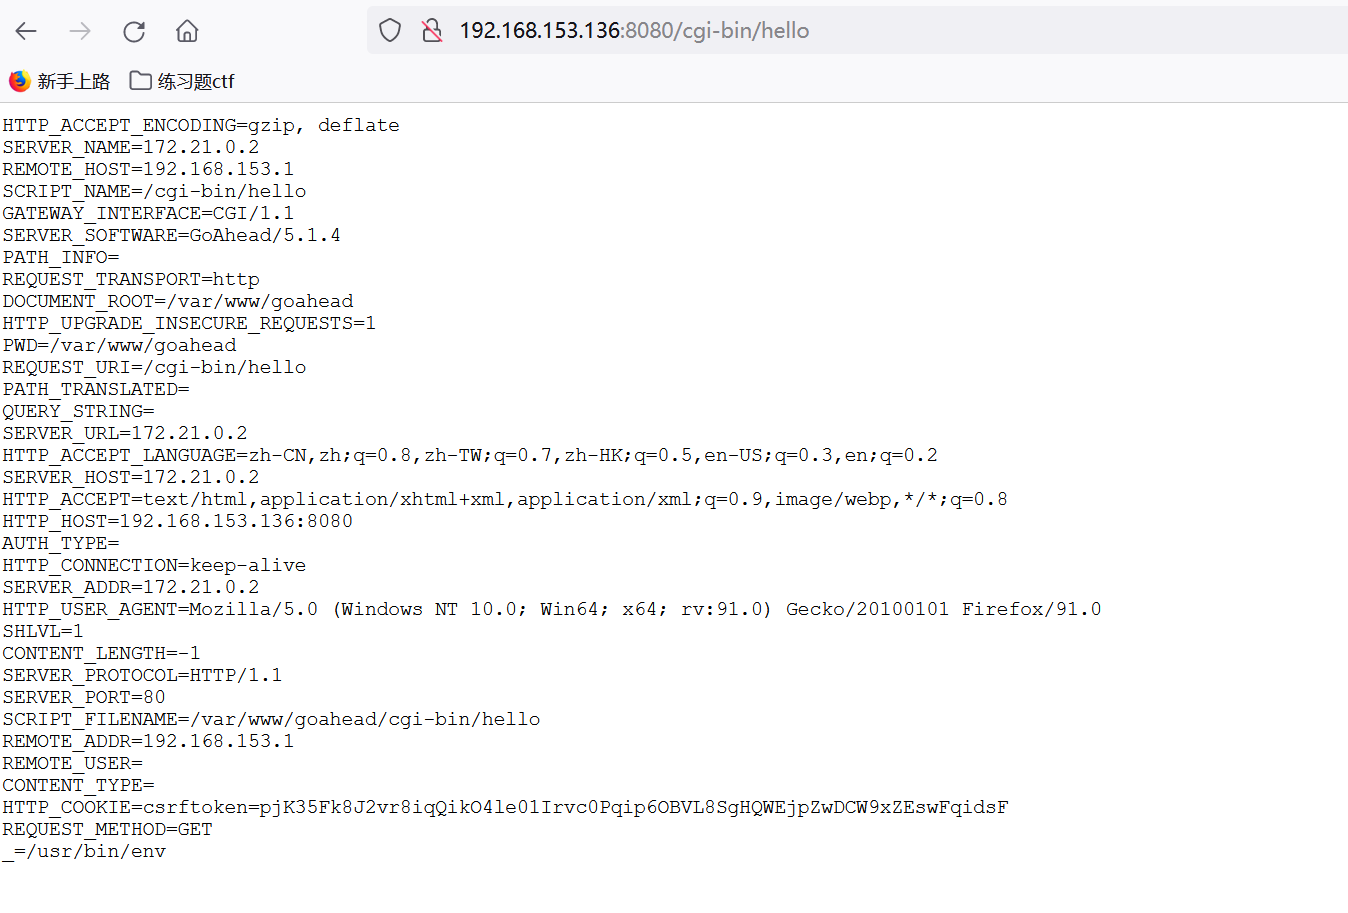 192.168.153.136:8080/cgi-bin/hello
新手上路 练习题ctf
HTTP_ACCEPT_ENCODING=gzip, deflate
SERVER_NAME=172.21.0.2
REMOTE_HOST=192.168.153.1
SCRIPT_NAME=/cgi-bin/hello
GATEWAY_INTERFACE=CGI/1.1
SERVER_SOFTWARE=GoAhead/5.1.4
PATH_INFO=
REQUEST_TRANSPORT=http
DOCUMENT_ROOT=/var/www/goahead
HTTP_UPGRADE_INSECURE_REQUESTS=1
PWD=/var/www/goahead
REQUEST_URI=/cgi-bin/hello
PATH_TRANSLATED=
QUERY_STRING=
SERVER_URL=172.21.0.2
HTTP_ACCEPT_LANGUAGE=zh-CN,zh;q=0.8,zh-TW;q=0.7,zh-HK;q=0.5,en-US;q=0.3,en;q=0.2
SERVER_HOST=172.21.0.2
HTTP_ACCEPT=text/html,application/xhtml+xml,application/xml;q=0.9,image/webp,*/*;q=0.8
HTTP_HOST=192.168.153.136:8080
AUTH_TYPE=
HTTP_CONNECTION=keep-alive
SERVER_ADDR=172.21.0.2
HTTP_USER_AGENT=Mozilla/5.0 (Windows NT 10.0; Win64; x64; rv:91.0) Gecko/20100101 Firefox/91.0
SHLVL=1
CONTENT_LENGTH=-1
SERVER_PROTOCOL=HTTP/1.1
SERVER_PORT=80
SCRIPT_FILENAME=/var/www/goahead/cgi-bin/hello
REMOTE_ADDR=192.168.153.1
REMOTE_USER=
CONTENT_TYPE=
HTTP_COOKIE=csrftoken=pjK35Fk8J2vr8iqQikO4le01Irvc0Pqip6OBVL8SgHQWEjpZwDCW9xZEswFqidsF
REQUEST_METHOD=GET
_=/usr/bin/env